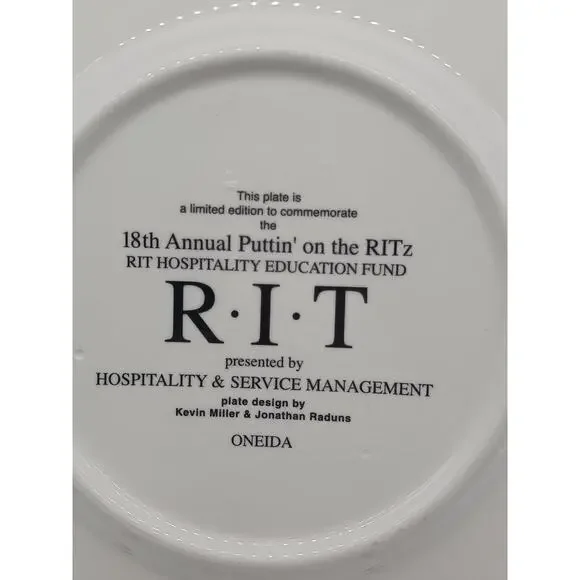 This plate is
a limited edition to commemorate
the
18th Annual Puttin' on the RITz
RIT HOSPITALITY EDUCATION FUND
R·I·T
presented by
HOSPITALITY & SERVICE MANAGEMENT
plate design by
Kevin Miller & Jonathan Raduns
ONEIDA